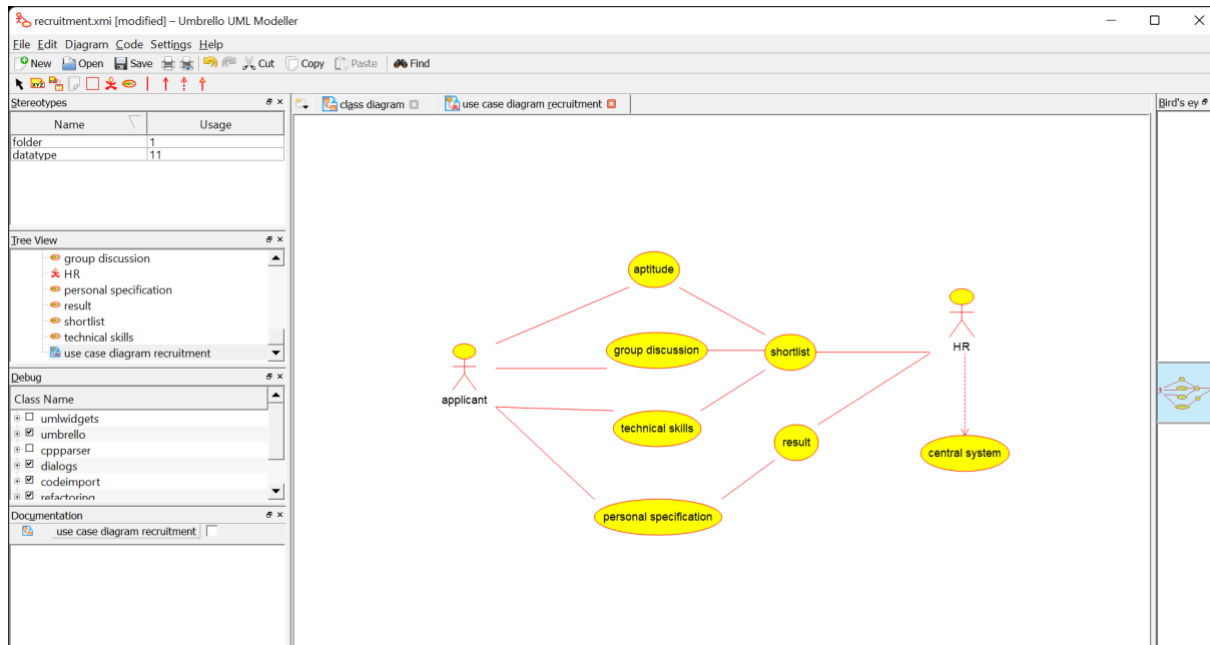 recruitment.xmi [modified] – Umbrello UML Modeller
File Edit Diagram Code Settings Help
New Open Save Cut Copy Paste Find
Stereotypes
Name Usage
folder 1
datatype 11
Tree View
group discussion
HR
personal specification
result
shortlist
technical skills
use case diagram recruitment
Debug
Class Name
umlwidgets
umbrello
cppparser
dialogs
codeimport
refactoring
Documentation
use case diagram recruitment
class diagram use case diagram recruitment
aptitude
group discussion
shortlist
HR
applicant
technical skills
result
central system
personal specification
Bird's ey